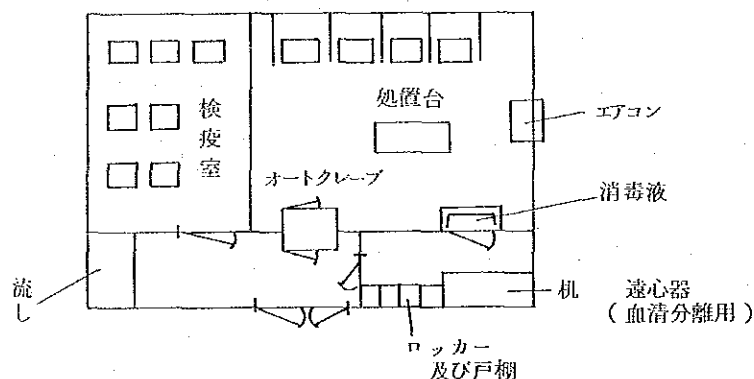 検疫室
処置台
エアコン
オートクレーブ
消毒液
流し
机
遠心器
（血清分離用）
ロッカー
及び戸棚